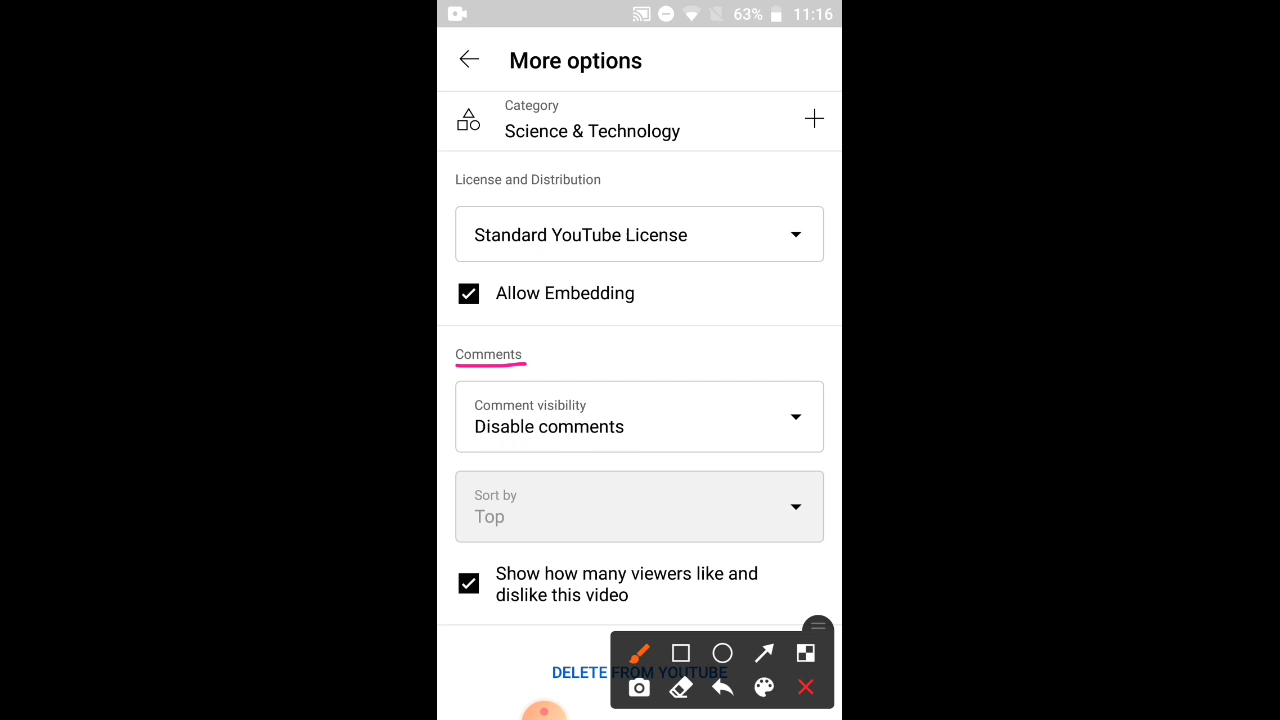 63% 11:16
More options
Category
Science & Technology
License and Distribution
Standard YouTube License
Allow Embedding
Comments
Comment visibility
Disable comments
Sort by
Top
Show how many viewers like and
dislike this video
DELETE FROM YOUTUBE